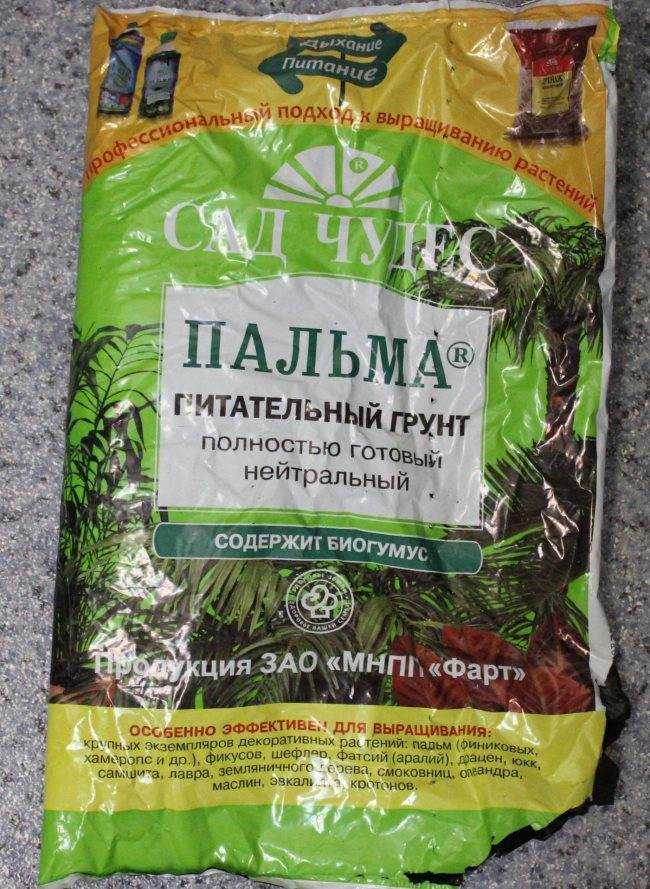 Дыхание
Питание
профессиональный подход к выращиванию растений
®
САД ЧУДЕС
ПАЛЬМА®
ПИТАТЕЛЬНЫЙ ГРУНТ
полностью готовый
нейтральный
СОДЕРЖИТ БИОГУМУС
Продукция ЗАО «МНПП «Фарт»
ОСОБЕННО ЭФФЕКТИВЕН ДЛЯ ВЫРАЩИВАНИЯ:
крупных экземпляров декоративных растений: пальм (финиковых,
хамеропс и др.), фикусов, шефлер, фатсий (аралий), драцен, юкк,
самшита, лавра, земляничного дерева, смоковниц, олеандра,
маслин, эвкалипта, кротонов.